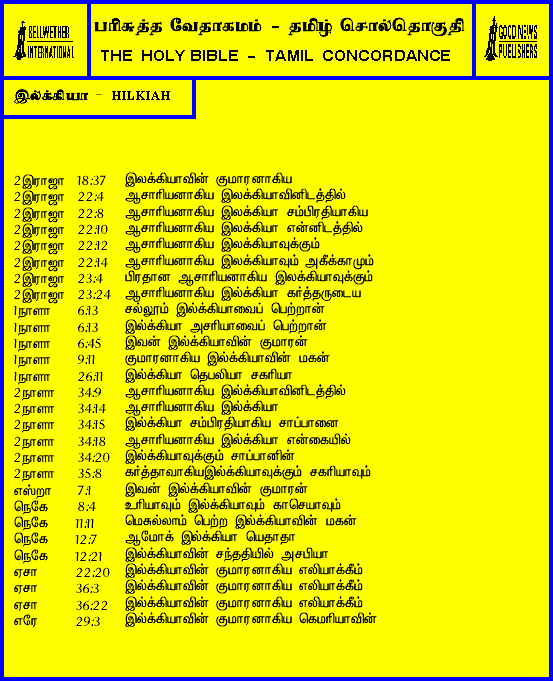 BELLWETHER
INTERNATIONAL
பரிசுத்த வேதாகமம் - தமிழ் சொல்தொகுதி
THE HOLY BIBLE - TAMIL CONCORDANCE
GOOD NEWS
PUBLISHERS
இல்க்கியா - HILKIAH
2இராஜா 18:37 இலக்கியாவின் குமாரனாகிய
2இராஜா 22:4 ஆசாரியனாகிய இலக்கியாவினிடத்தில்
2இராஜா 22:8 ஆசாரியனாகிய இலக்கியா சம்பிரதியாகிய
2இராஜா 22:10 ஆசாரியனாகிய இலக்கியா என்னிடத்தில்
2இராஜா 22:12 ஆசாரியனாகிய இலக்கியாவுக்கும்
2இராஜா 22:14 ஆசாரியனாகிய இலக்கியாவும் அகீக்காமும்
2இராஜா 23:4 பிரதான ஆசாரியனாகிய இலக்கியாவுக்கும்
2இராஜா 23:24 ஆசாரியனாகிய இல்க்கியா கர்த்தருடைய
1நாளா 6:13 சல்லூம் இல்க்கியாவைப் பெற்றான்
1நாளா 6:13 இல்க்கியா அசரியாவைப் பெற்றான்
1நாளா 6:45 இவன் இல்க்கியாவின் குமாரன்
1நாளா 9:11 குமாரனாகிய இல்க்கியாவின் மகன்
1நாளா 26:11 இல்க்கியா தெபலியா சகரியா
2நாளா 34:9 ஆசாரியனாகிய இல்க்கியாவினிடத்தில்
2நாளா 34:14 ஆசாரியனாகிய இல்க்கியா
2நாளா 34:15 இல்க்கியா சம்பிரதியாகிய சாப்பானை
2நாளா 34:18 ஆசாரியனாகிய இல்க்கியா என்கையில்
2நாளா 34:20 இல்க்கியாவுக்கும் சாப்பானின்
2நாளா 35:8 கர்த்தாவாகியஇல்க்கியாவுக்கும் சகரியாவும்
எஸ்றா 7:1 இவன் இல்க்கியாவின் குமாரன்
நெகே 8:4 உரியாவும் இல்க்கியாவும் காசெயாவும்
நெகே 11:11 மெசுல்லாம் பெற்ற இல்க்கியாவின் மகன்
நெகே 12:7 ஆமோக் இல்க்கியா யெதாதா
நெகே 12:21 இல்க்கியாவின் சந்ததியில் அசபியா
ஏசா 22:20 இல்க்கியாவின் குமாரனாகிய எலியாக்கீம்
ஏசா 36:3 இல்க்கியாவின் குமாரனாகிய எலியாக்கீம்
ஏசா 36:22 இல்க்கியாவின் குமாரனாகிய எலியாக்கீம்
எரே 29:3 இல்க்கியாவின் குமாரனாகிய கெமரியாவின்